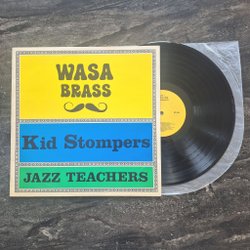 WASA
BRASS
Kid Stompers
JAZZ TEACHERS